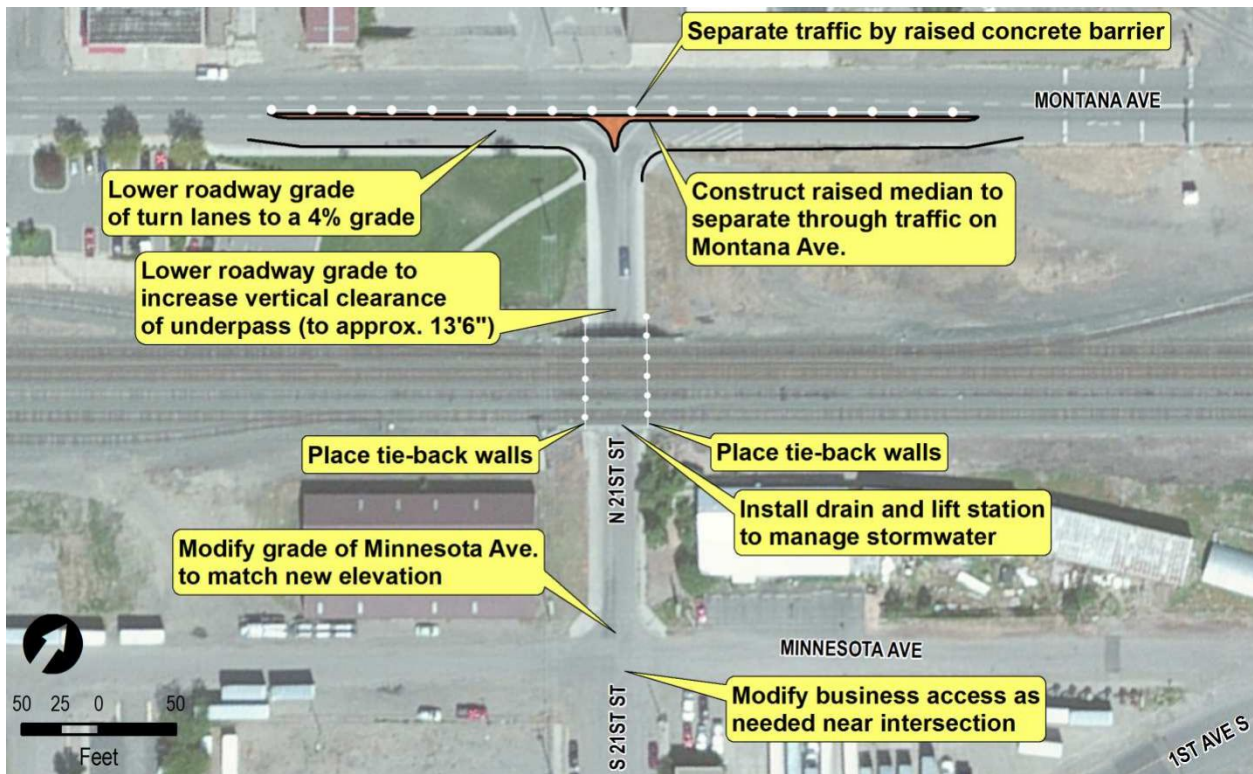 Separate traffic by raised concrete barrier
MONTANA AVE
Lower roadway grade
of turn lanes to a 4% grade
Construct raised median to
separate through traffic on
Montana Ave.
Lower roadway grade to
increase vertical clearance
of underpass (to approx. 13'6")
Place tie-back walls
N 21ST ST
Place tie-back walls
Install drain and lift station
to manage stormwater
Modify grade of Minnesota Ave.
to match new elevation
MINNESOTA AVE
50 25 0 50
Feet
S 21ST ST
Modify business access as
needed near intersection
1ST AVE S